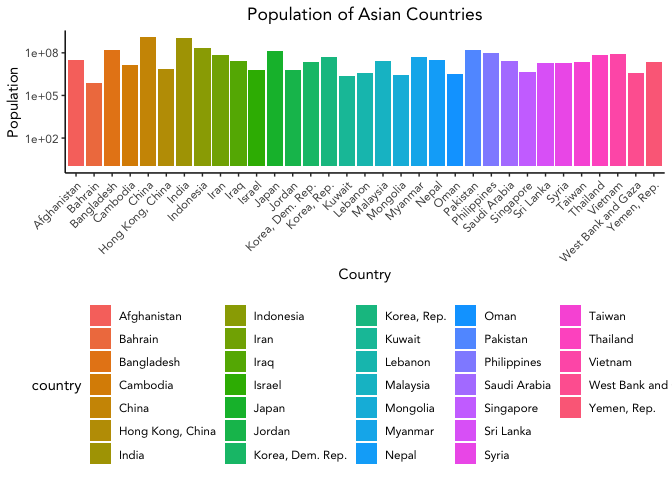 Population of Asian Countries
Population
1e+08
1e+05
1e+02
Afghanistan
Bahrain
Bangladesh
Cambodia
China
Hong Kong, China
India
Indonesia
Iran
Iraq
Israel
Japan
Jordan
Korea, Dem. Rep.
Korea, Rep.
Kuwait
Lebanon
Malaysia
Mongolia
Myanmar
Nepal
Oman
Pakistan
Philippines
Saudi Arabia
Singapore
Sri Lanka
Syria
Taiwan
Thailand
Vietnam
West Bank and Gaza
Yemen, Rep.
Country
country
Afghanistan
Bahrain
Bangladesh
Cambodia
China
Hong Kong, China
India
Indonesia
Iran
Iraq
Israel
Japan
Jordan
Korea, Dem. Rep.
Korea, Rep.
Kuwait
Lebanon
Malaysia
Mongolia
Myanmar
Nepal
Oman
Pakistan
Philippines
Saudi Arabia
Singapore
Sri Lanka
Syria
Taiwan
Thailand
Vietnam
West Bank and
Yemen, Rep.